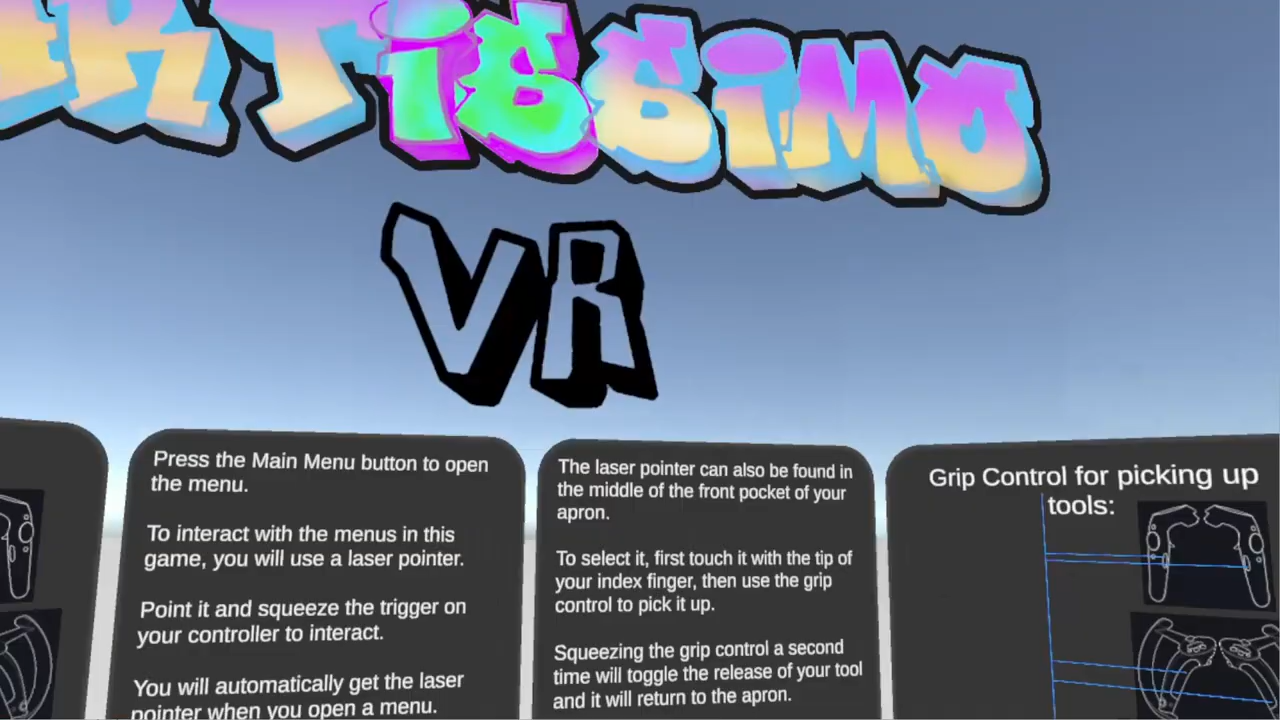 ARTISSIMO
VR
Press the Main Menu button to open
the menu.
To interact with the menus in this
game, you will use a laser pointer.
Point it and squeeze the trigger on
your controller to interact.
You will automatically get the laser
pointer when you open a menu.
The laser pointer can also be found in
the middle of the front pocket of your
apron.
To select it, first touch it with the tip of
your index finger, then use the grip
control to pick it up.
Squeezing the grip control a second
time will toggle the release of your tool
and it will return to the apron.
Grip Control for picking up
tools: